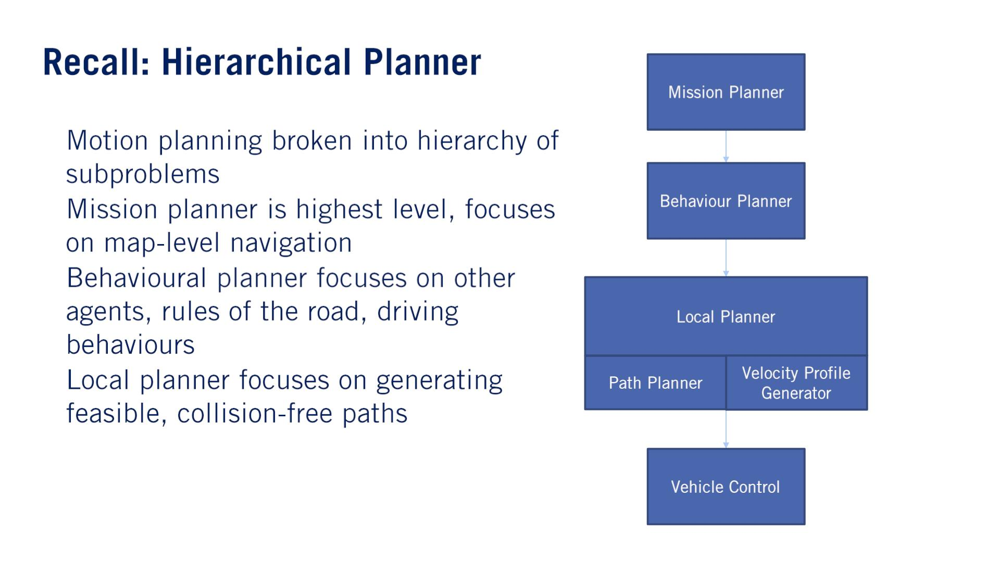 Recall: Hierarchical Planner
Motion planning broken into hierarchy of
subproblems
Mission planner is highest level, focuses
on map-level navigation
Behavioural planner focuses on other
agents, rules of the road, driving
behaviours
Local planner focuses on generating
feasible, collision-free paths
Mission Planner
Behaviour Planner
Local Planner
Path Planner
Velocity Profile
Generator
Vehicle Control